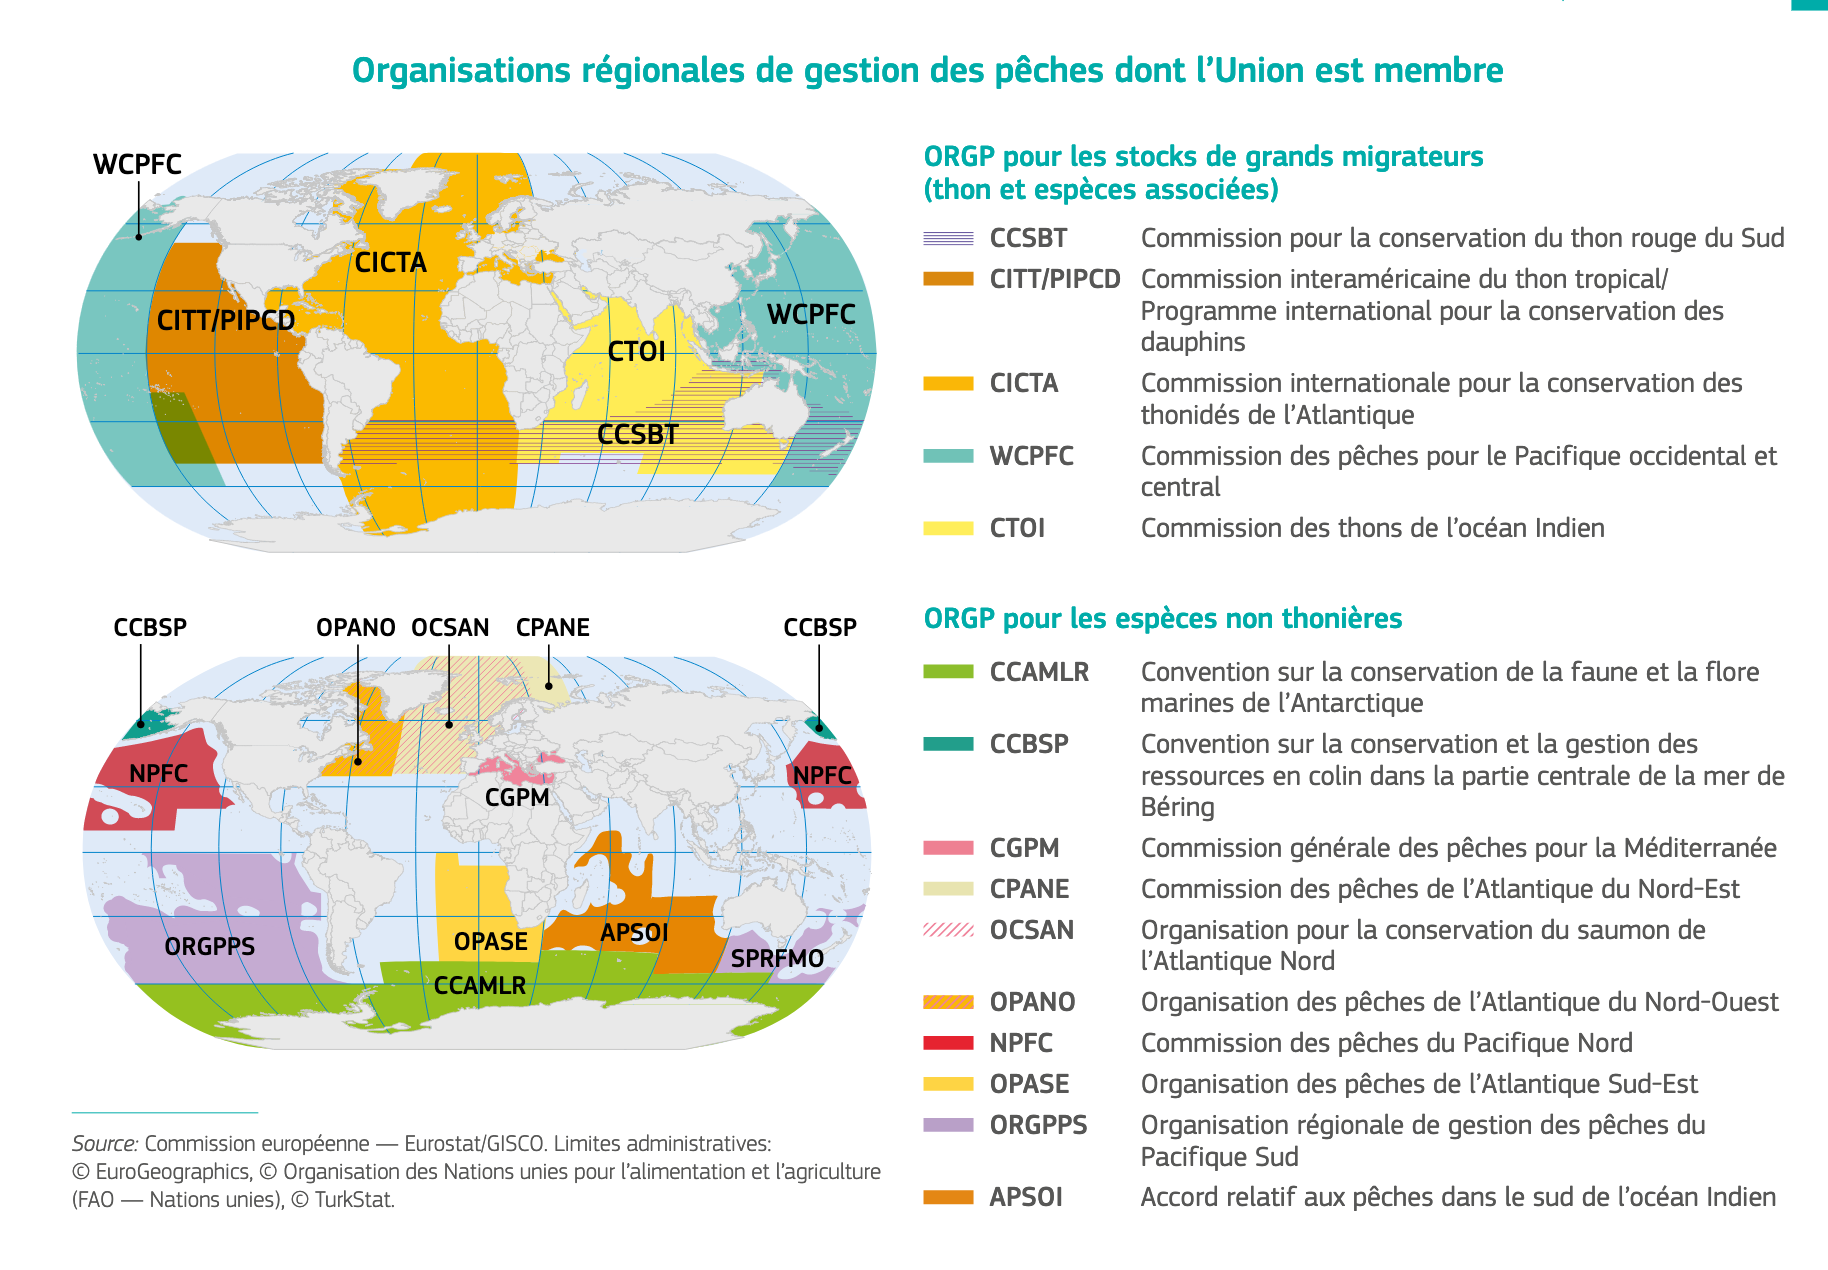 Organisations régionales de gestion des pêches dont l’Union est membre
WCPFC
CICTA
CITT/PIPCD
WCPFC
CTOI
CCSBT
ORGP pour les stocks de grands migrateurs
(thon et espèces associées)
CCSBT Commission pour la conservation du thon rouge du Sud
CITT/PIPCD Commission interaméricaine du thon tropical/
Programme international pour la conservation des
dauphins
CICTA Commission internationale pour la conservation des
thonidés de l’Atlantique
WCPFC Commission des pêches pour le Pacifique occidental et
central
CTOI Commission des thons de l’océan Indien
CCBSP OPANO OCSAN CPANE CCBSP
NPFC
NPFC
CGPM
ORGPPS
OPASE
APSOI
SPRFMO
CCAMLR
ORGP pour les espèces non thonières
CCAMLR Convention sur la conservation de la faune et la flore
marines de l’Antarctique
CCBSP Convention sur la conservation et la gestion des
ressources en colin dans la partie centrale de la mer de
Béring
CGPM Commission générale des pêches pour la Méditerranée
CPANE Commission des pêches de l’Atlantique du Nord-Est
OCSAN Organisation pour la conservation du saumon de
l’Atlantique Nord
OPANO Organisation des pêches de l’Atlantique du Nord-Ouest
NPFC Commission des pêches du Pacifique Nord
OPASE Organisation des pêches de l’Atlantique Sud-Est
ORGPPS Organisation régionale de gestion des pêches du
Pacifique Sud
APSOI Accord relatif aux pêches dans le sud de l’océan Indien
Source: Commission européenne — Eurostat/GISCO. Limites administratives:
© EuroGeographics, © Organisation des Nations unies pour l’alimentation et l’agriculture
(FAO — Nations unies), © TurkStat.